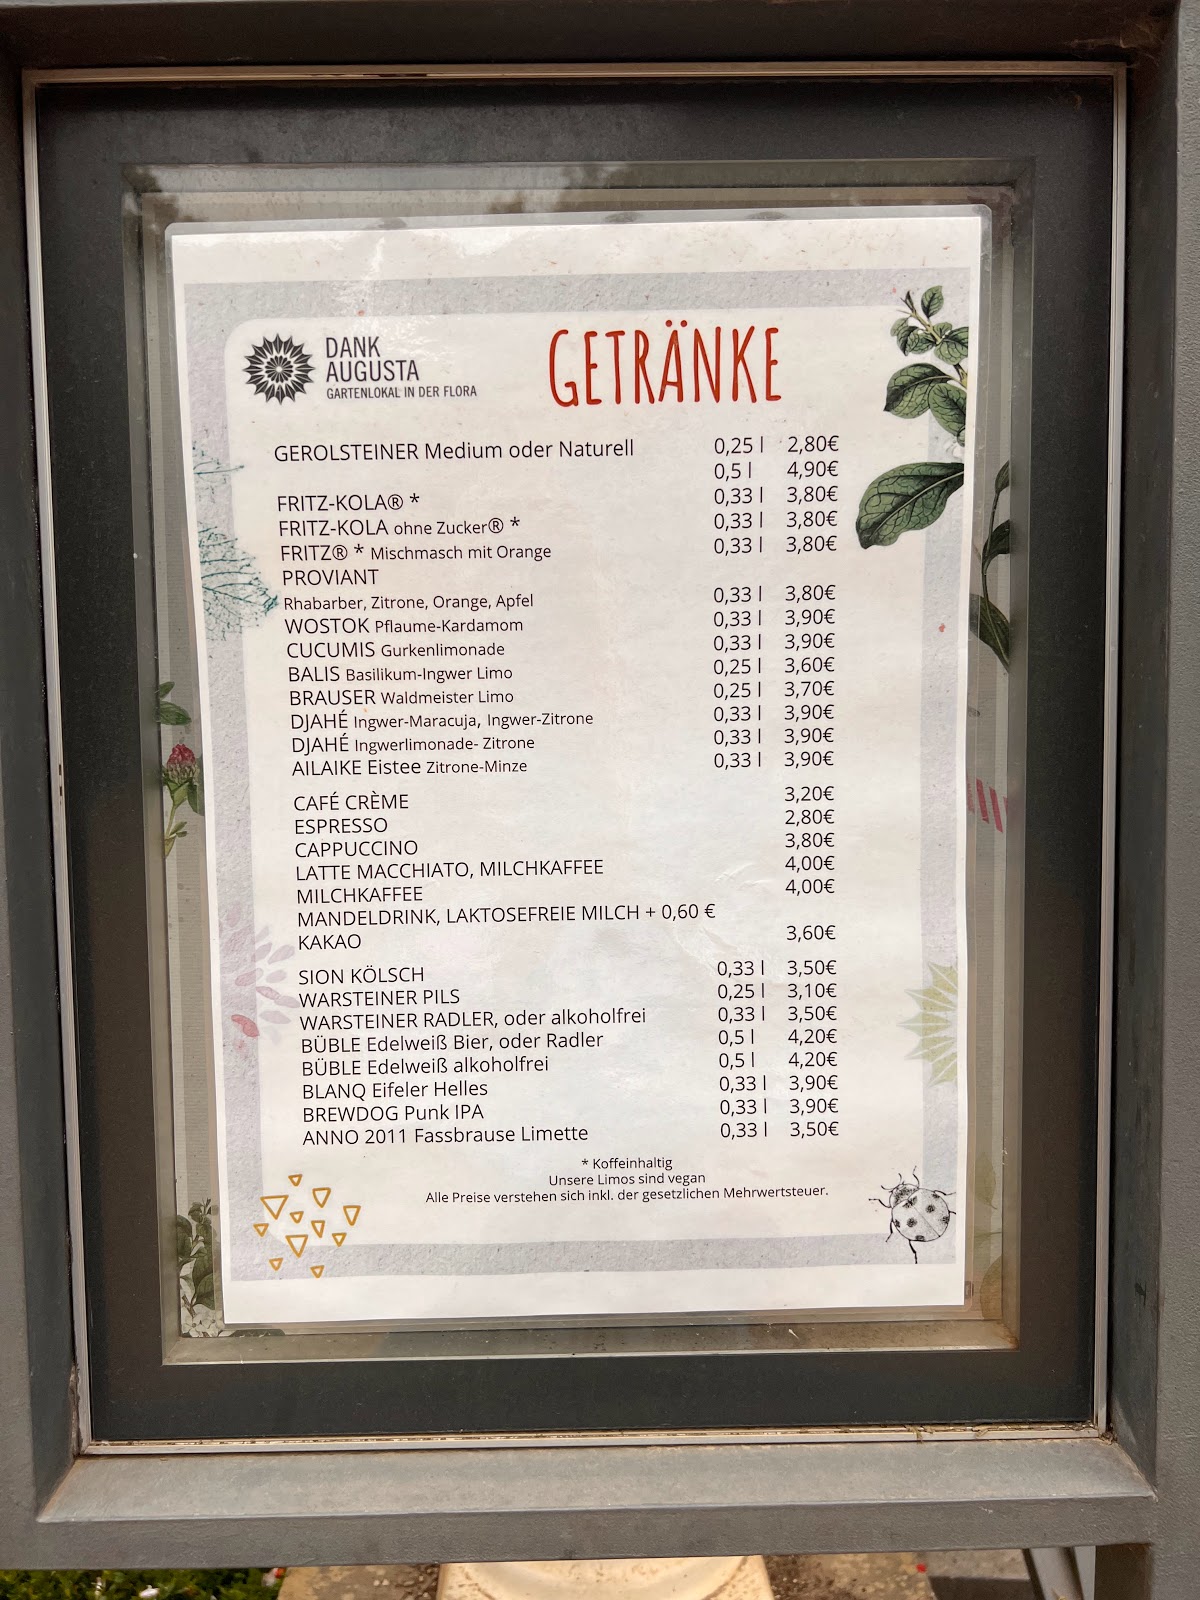 DANK
AUGUSTA
GARTENLOKAL IN DER FLORA
GETRÄNKE
GEROLSTEINER Medium oder Naturell 0,25 l 2,80€
0,5 l 4,90€
FRITZ-KOLA® * 0,33 l 3,80€
FRITZ-KOLA ohne Zucker® * 0,33 l 3,80€
FRITZ® * Mischmasch mit Orange 0,33 l 3,80€
PROVIANT
Rhabarber, Zitrone, Orange, Apfel 0,33 l 3,80€
WOSTOK Pflaume-Kardamom 0,33 l 3,90€
CUCUMIS Gurkenlimonade 0,33 l 3,90€
BALIS Basilikum-Ingwer Limo 0,25 l 3,60€
BRAUSER Waldmeister Limo 0,25 l 3,70€
DJAHÉ Ingwer-Maracuja, Ingwer-Zitrone 0,33 l 3,90€
DJAHÉ Ingwerlimonade- Zitrone 0,33 l 3,90€
AILAIKE Eistee Zitrone-Minze 0,33 l 3,90€
CAFÉ CRÈME 3,20€
ESPRESSO 2,80€
CAPPUCCINO 3,80€
LATTE MACCHIATO, MILCHKAFFEE 4,00€
MILCHKAFFEE 4,00€
MANDELDRINK, LAKTOSEFREIE MILCH + 0,60 €
KAKAO 3,60€
SION KÖLSCH 0,33 l 3,50€
WARSTEINER PILS 0,25 l 3,10€
WARSTEINER RADLER, oder alkoholfrei 0,33 l 3,50€
BÜBLE Edelweiß Bier, oder Radler 0,5 l 4,20€
BÜBLE Edelweiß alkoholfrei 0,5 l 4,20€
BLANQ Eifeler Helles 0,33 l 3,90€
BREWDOG Punk IPA 0,33 l 3,90€
ANNO 2011 Fassbrause Limette 0,33 l 3,50€
* Koffeinhaltig
Unsere Limos sind vegan
Alle Preise verstehen sich inkl. der gesetzlichen Mehrwertsteuer.